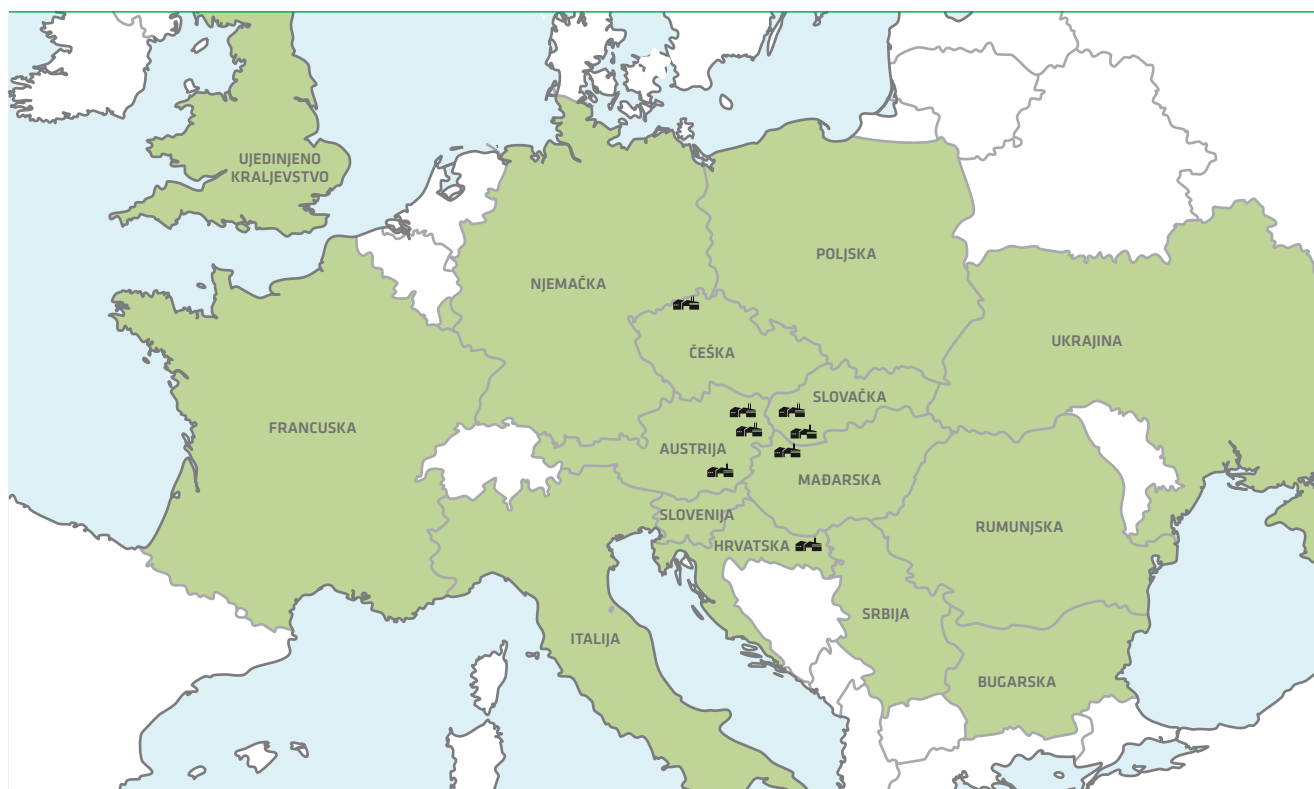 UJEDINJENO
KRALJEVSTVO
POLJSKA
NJEMAČKA
UKRAJINA
ČEŠKA
SLOVAČKA
FRANCUSKA
AUSTRIJA
MAĐARSKA
SLOVENIJA
RUMUNJSKA
HRVATSKA
SRBIJA
ITALIJA
BUGARSKA